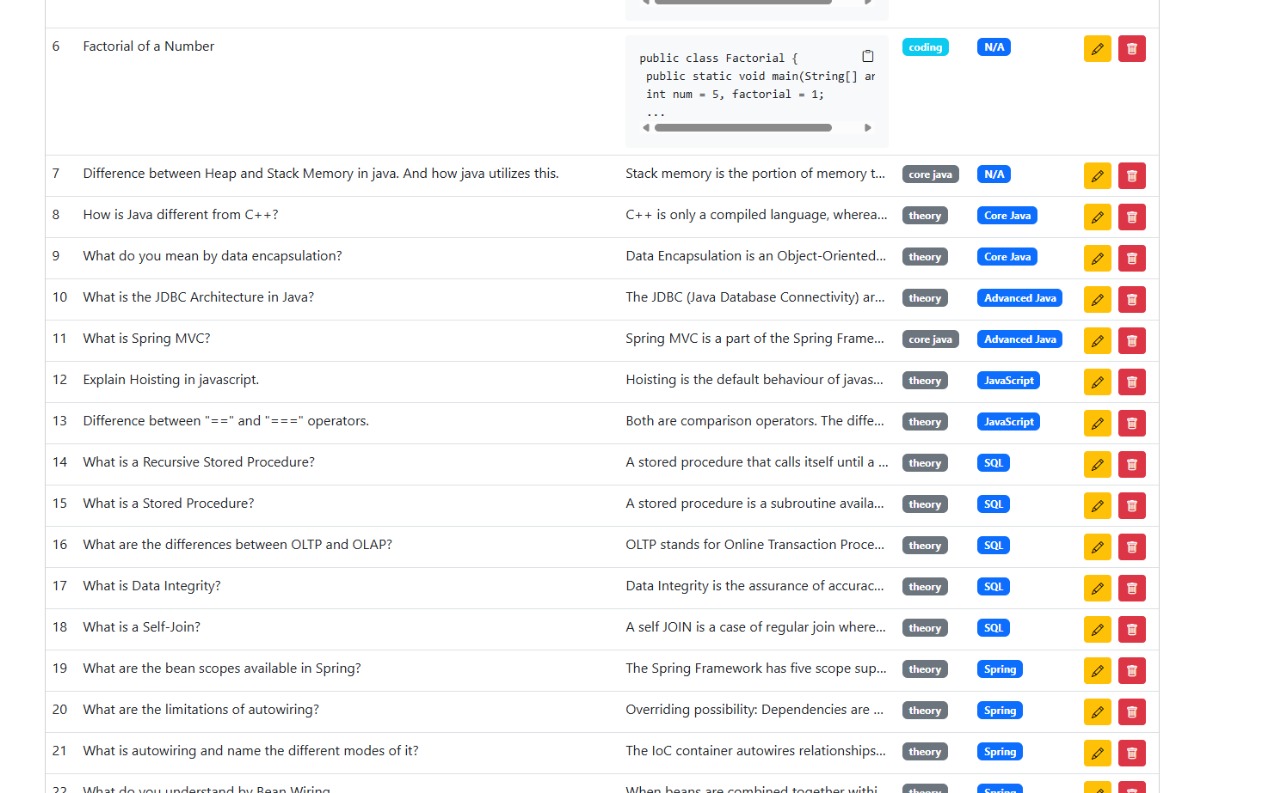 6 Factorial of a Number coding N/A
public class Factorial {
public static void main(String[] ar
int num = 5, factorial = 1;
...
7 Difference between Heap and Stack Memory in java. And how java utilizes this. Stack memory is the portion of memory t... core java N/A
8 How is Java different from C++? C++ is only a compiled language, wherea... theory Core Java
9 What do you mean by data encapsulation? Data Encapsulation is an Object-Oriented... theory Core Java
10 What is the JDBC Architecture in Java? The JDBC (Java Database Connectivity) ar... theory Advanced Java
11 What is Spring MVC? Spring MVC is a part of the Spring Frame... core java Advanced Java
12 Explain Hoisting in javascript. Hoisting is the default behaviour of javas... theory JavaScript
13 Difference between "==" and "===" operators. Both are comparison operators. The diffe... theory JavaScript
14 What is a Recursive Stored Procedure? A stored procedure that calls itself until a ... theory SQL
15 What is a Stored Procedure? A stored procedure is a subroutine availa... theory SQL
16 What are the differences between OLTP and OLAP? OLTP stands for Online Transaction Proce... theory SQL
17 What is Data Integrity? Data Integrity is the assurance of accurac... theory SQL
18 What is a Self-Join? A self JOIN is a case of regular join where... theory SQL
19 What are the bean scopes available in Spring? The Spring Framework has five scope sup... theory Spring
20 What are the limitations of autowiring? Overriding possibility: Dependencies are ... theory Spring
21 What is autowiring and name the different modes of it? The IoC container autowires relationships... theory Spring
22 What do you understand by Bean Wiring. When beans are combined together withi... theory Spring